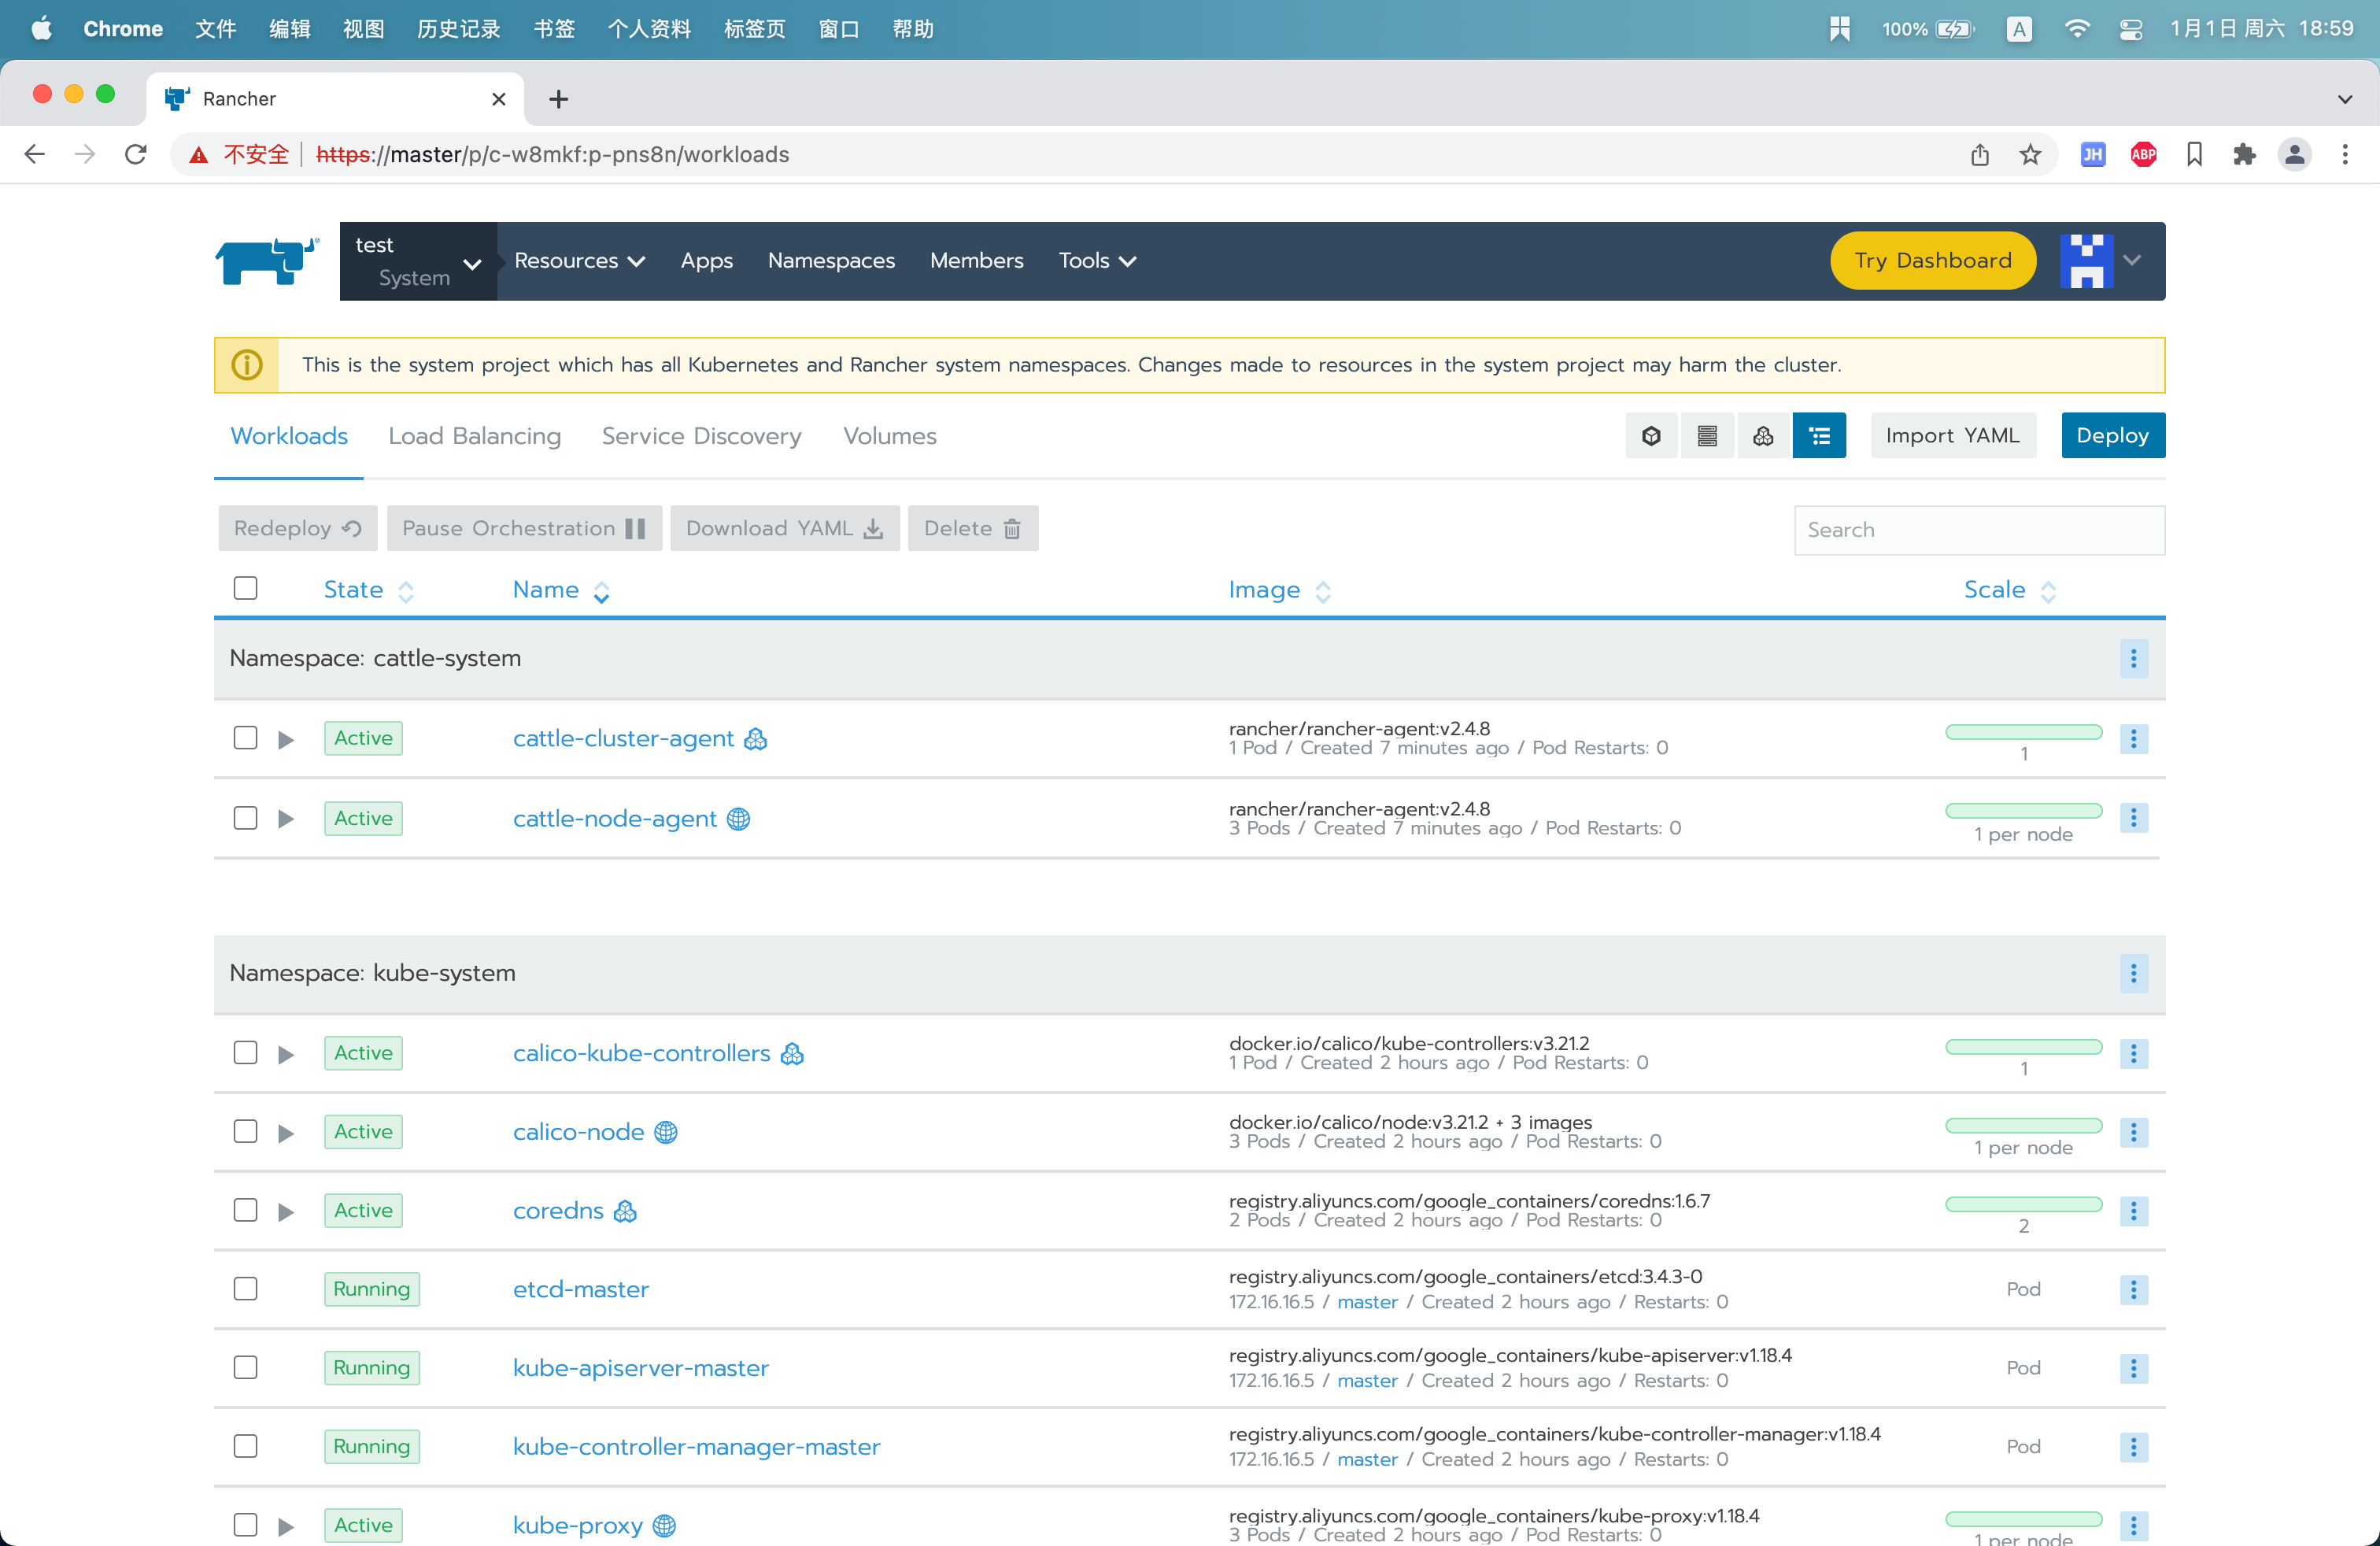 Chrome 文件 编辑 视图 历史记录 书签 个人资料 标签页 窗口 帮助 100% A 1月1日 周六 18:59
Rancher
不安全 https://master/p/c-w8mkf:p-pns8n/workloads JH ABP
test
System
Resources Apps Namespaces Members Tools Try Dashboard
This is the system project which has all Kubernetes and Rancher system namespaces. Changes made to resources in the system project may harm the cluster.
Workloads Load Balancing Service Discovery Volumes Import YAML Deploy
Redeploy Pause Orchestration Download YAML Delete Search
State Name Image Scale
Namespace: cattle-system
Active cattle-cluster-agent rancher/rancher-agent:v2.4.8
1 Pod / Created 7 minutes ago / Pod Restarts: 0
1
Active cattle-node-agent rancher/rancher-agent:v2.4.8
3 Pods / Created 7 minutes ago / Pod Restarts: 0
1 per node
Namespace: kube-system
Active calico-kube-controllers docker.io/calico/kube-controllers:v3.21.2
1 Pod / Created 2 hours ago / Pod Restarts: 0
1
Active calico-node docker.io/calico/node:v3.21.2 + 3 images
3 Pods / Created 2 hours ago / Pod Restarts: 0
1 per node
Active coredns registry.aliyuncs.com/google_containers/coredns:1.6.7
2 Pods / Created 2 hours ago / Pod Restarts: 0
2
Running etcd-master registry.aliyuncs.com/google_containers/etcd:3.4.3-0
172.16.16.5 / master / Created 2 hours ago / Restarts: 0
Pod
Running kube-apiserver-master registry.aliyuncs.com/google_containers/kube-apiserver:v1.18.4
172.16.16.5 / master / Created 2 hours ago / Restarts: 0
Pod
Running kube-controller-manager-master registry.aliyuncs.com/google_containers/kube-controller-manager:v1.18.4
172.16.16.5 / master / Created 2 hours ago / Restarts: 0
Pod
Active kube-proxy registry.aliyuncs.com/google_containers/kube-proxy:v1.18.4
3 Pods / Created 2 hours ago / Pod Restarts: 0
1 per node